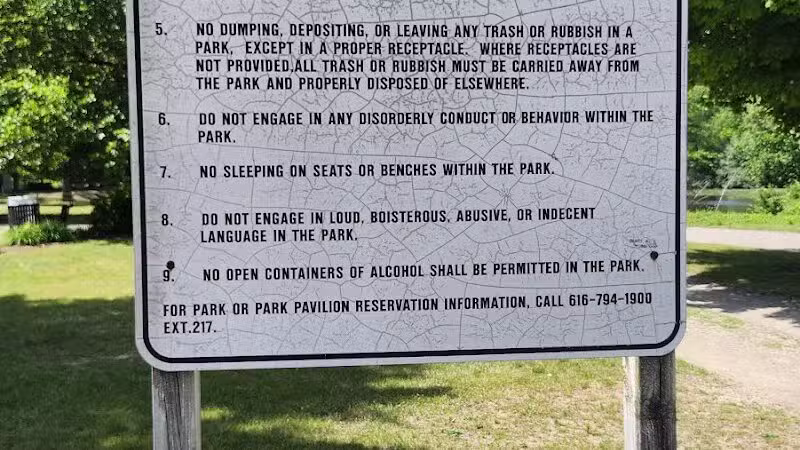 5. NO DUMPING, DEPOSITING, OR LEAVING ANY TRASH OR RUBBISH IN A
PARK, EXCEPT IN A PROPER RECEPTACLE. WHERE RECEPTACLES ARE
NOT PROVIDED,ALL TRASH OR RUBBISH MUST BE CARRIED AWAY FROM
THE PARK AND PROPERLY DISPOSED OF ELSEWHERE.
6. DO NOT ENGAGE IN ANY DISORDERLY CONDUCT OR BEHAVIOR WITHIN THE
PARK.
7. NO SLEEPING ON SEATS OR BENCHES WITHIN THE PARK.
8. DO NOT ENGAGE IN LOUD, BOISTEROUS, ABUSIVE, OR INDECENT
LANGUAGE IN THE PARK.
9. NO OPEN CONTAINERS OF ALCOHOL SHALL BE PERMITTED IN THE PARK.
FOR PARK OR PARK PAVILION RESERVATION INFORMATION, CALL 616-794-1900
EXT.217.